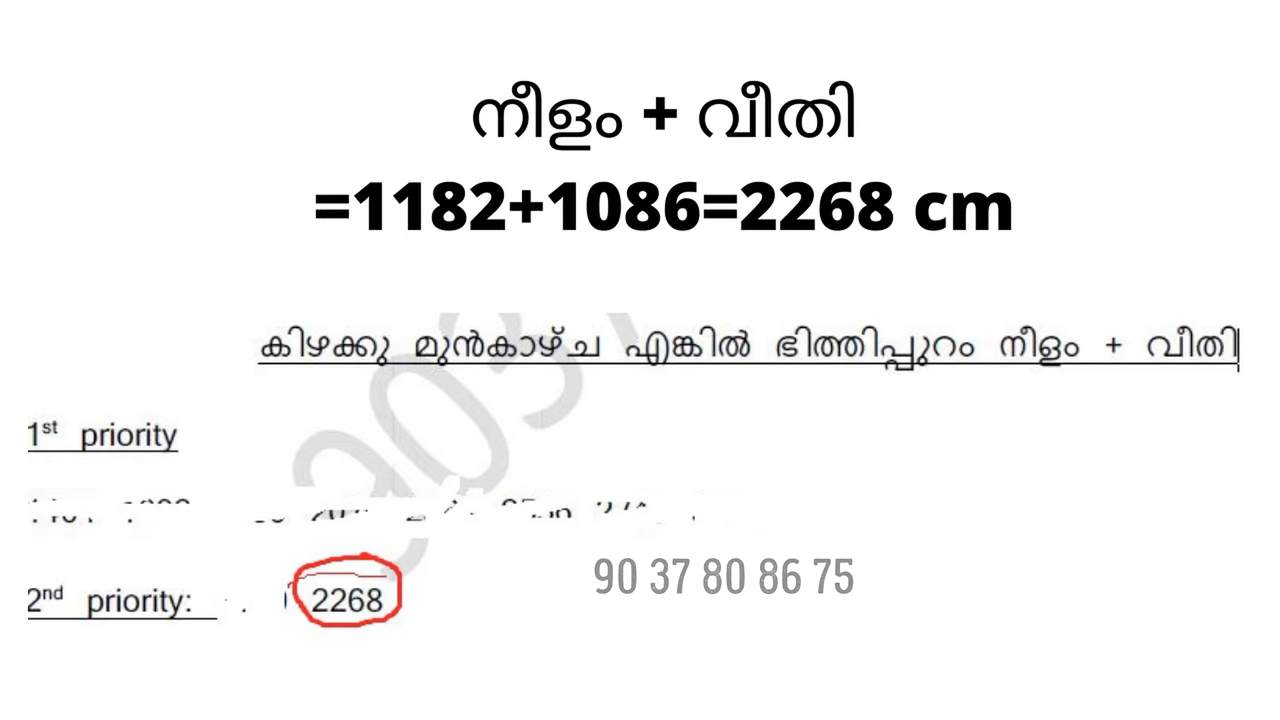 നീളം + വീതി
=1182+1086=2268 cm
കിഴക്കു മുൻകാഴ്ച എങ്കിൽ ഭിത്തിപ്പുറം നീളം + വീതി
1st priority
2nd priority: 2268
90 37 80 86 75